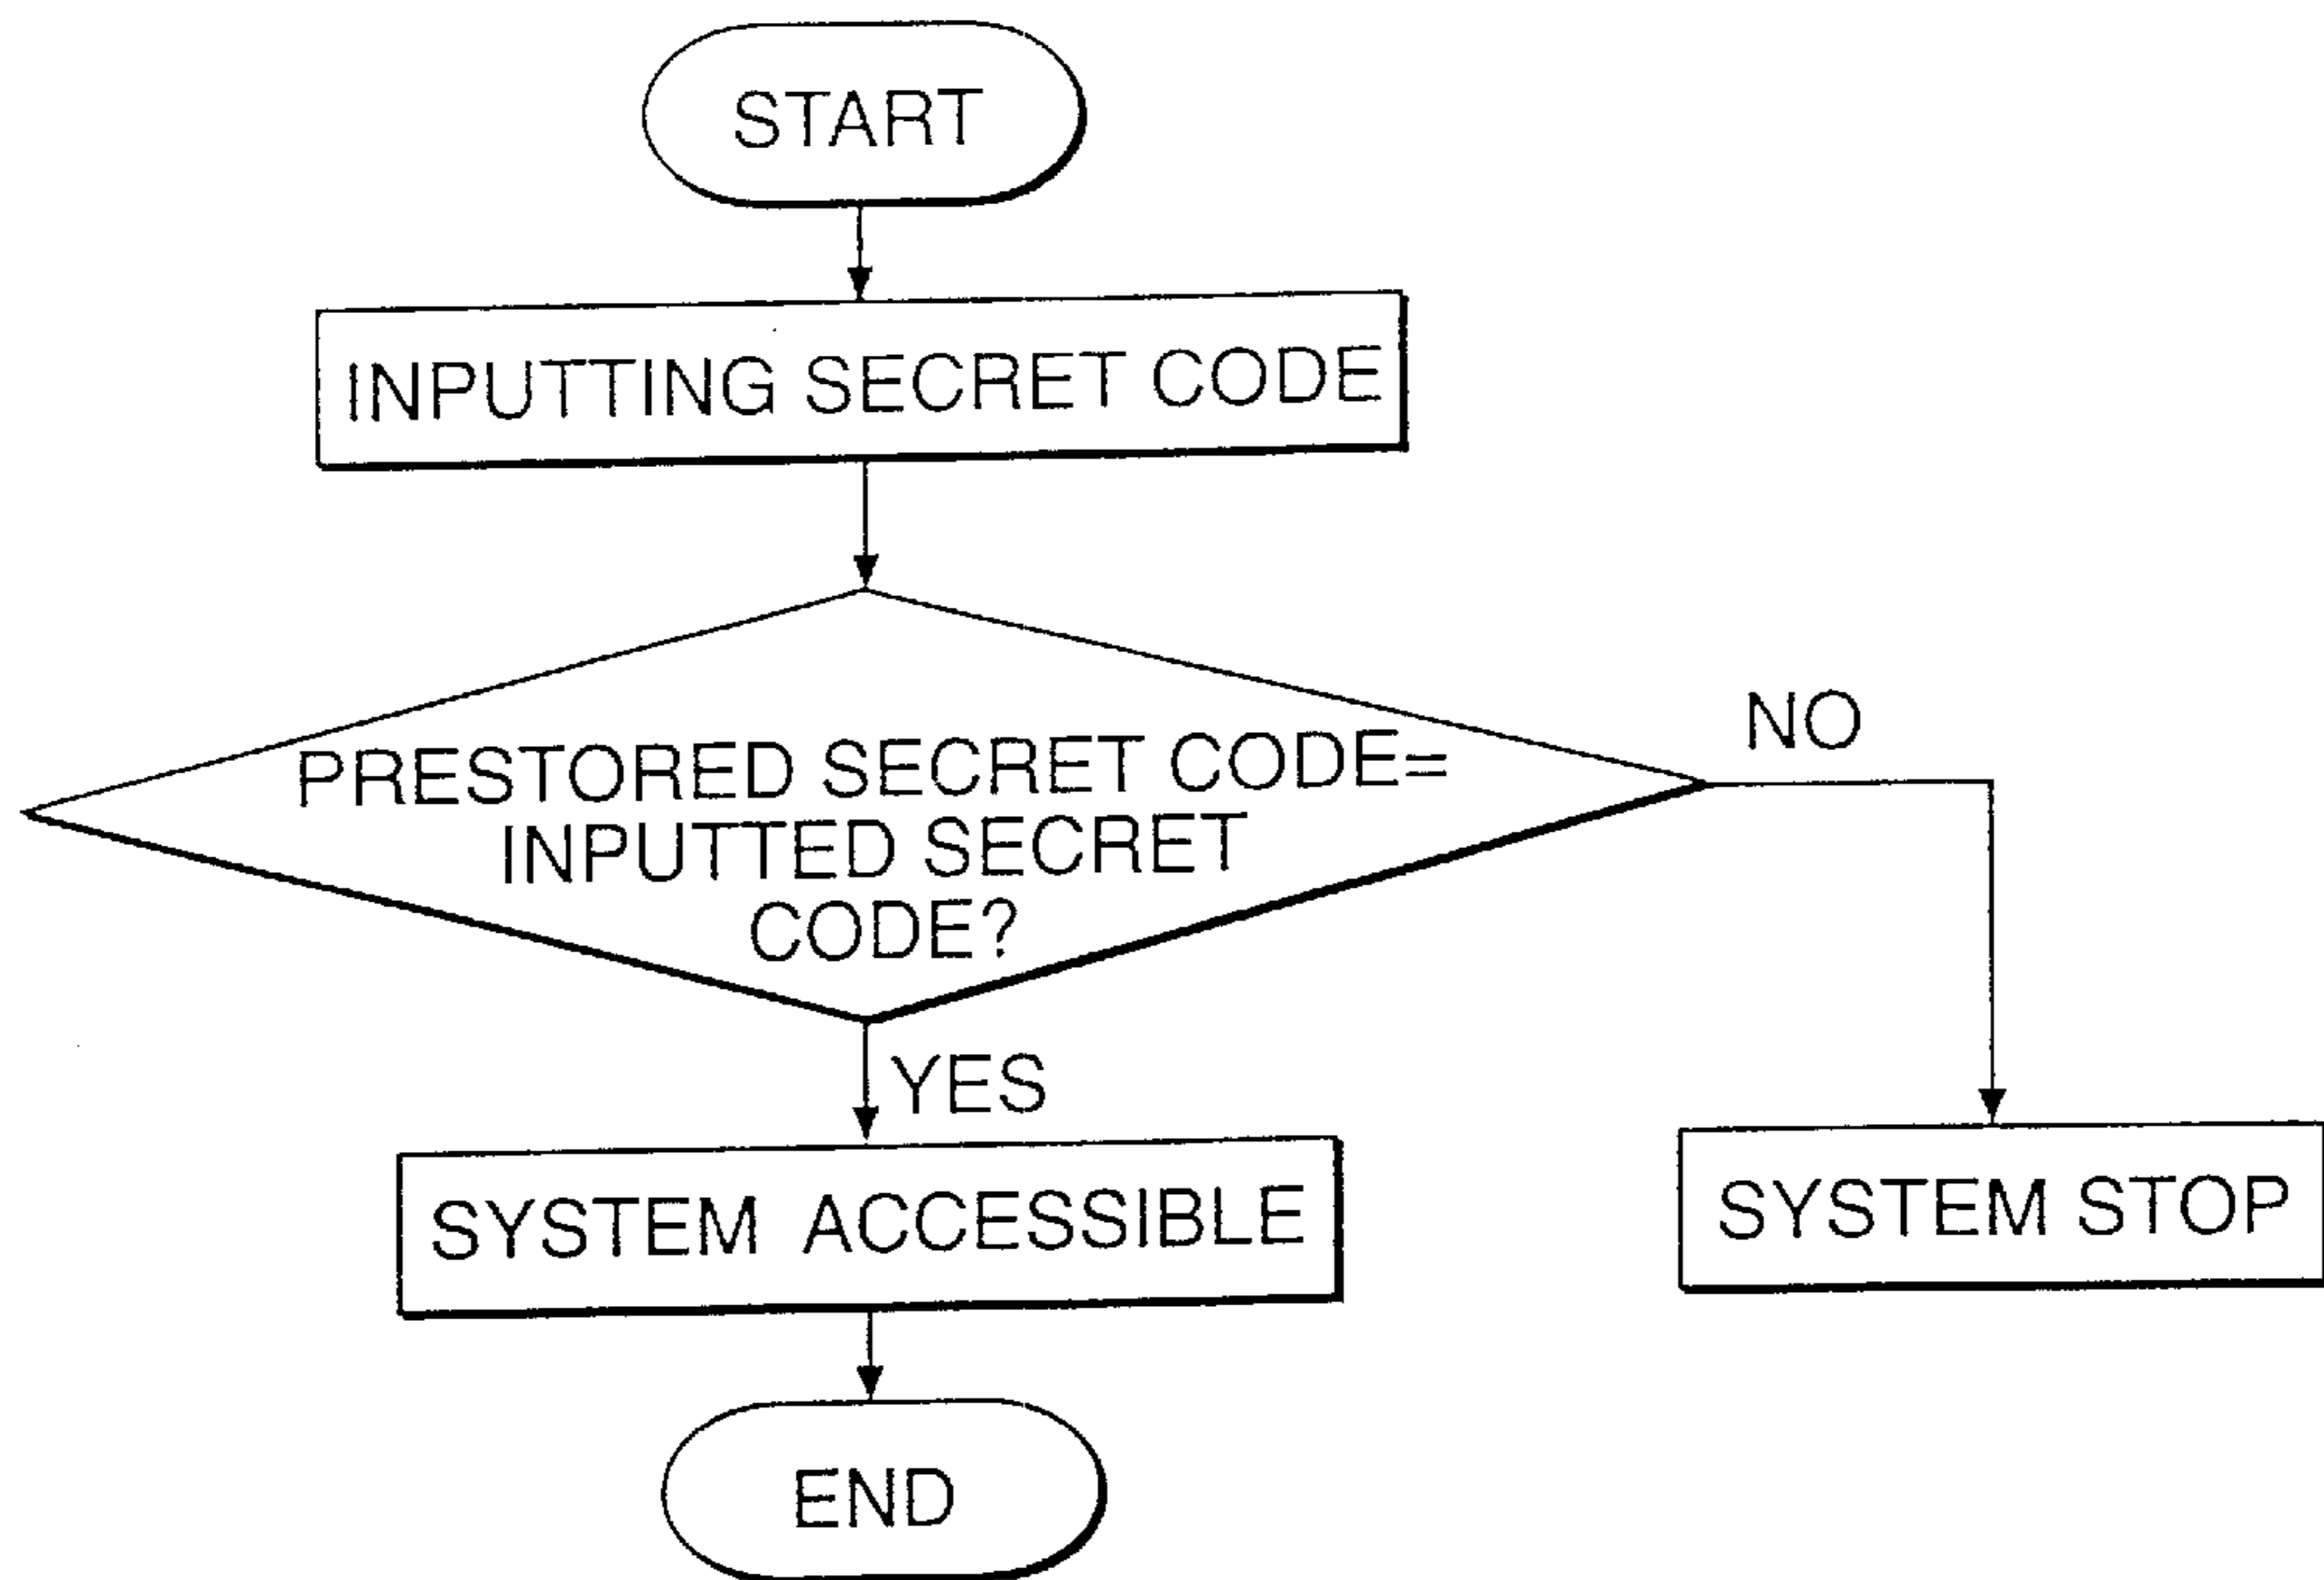 START
INPUTTING SECRET CODE
PRESTORED SECRET CODE=
INPUTTED SECRET
CODE?
NO
YES
SYSTEM ACCESSIBLE
SYSTEM STOP
END